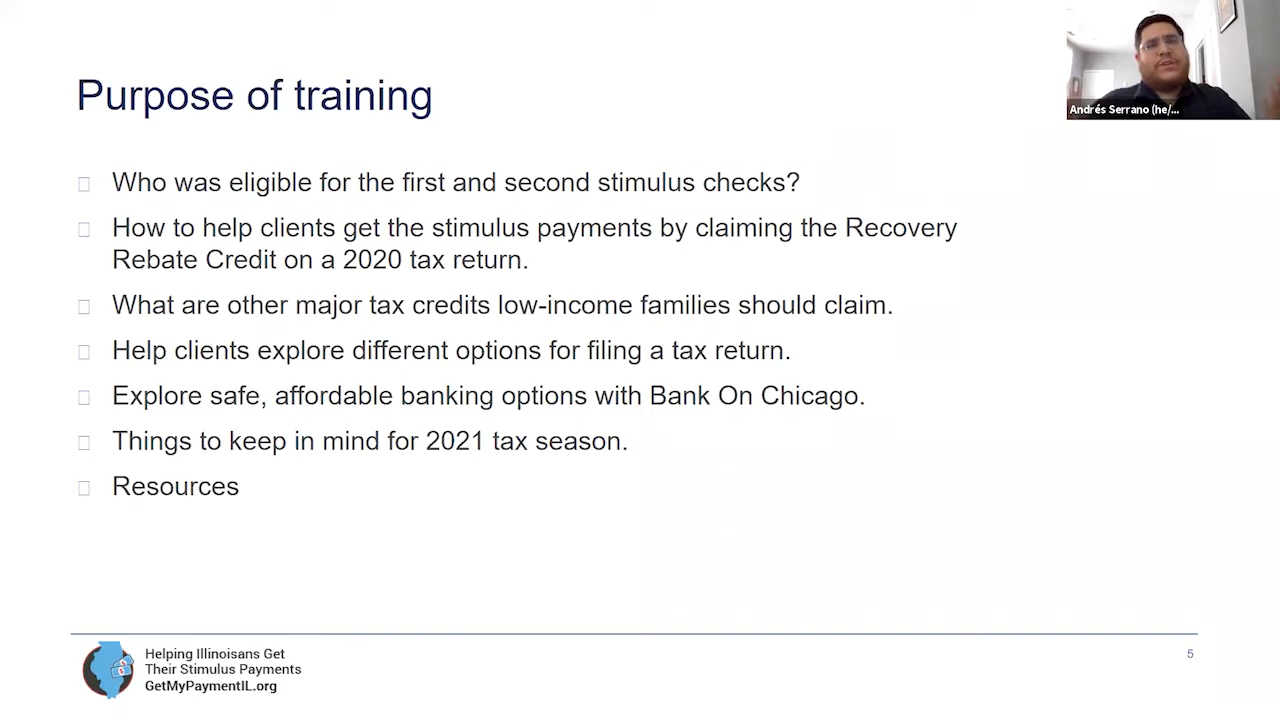 Purpose of training
Andrés Serrano (he/...
Who was eligible for the first and second stimulus checks?
How to help clients get the stimulus payments by claiming the Recovery
Rebate Credit on a 2020 tax return.
What are other major tax credits low-income families should claim.
Help clients explore different options for filing a tax return.
Explore safe, affordable banking options with Bank On Chicago.
Things to keep in mind for 2021 tax season.
Resources
Helping Illinoisans Get
Their Stimulus Payments
GetMyPaymentIL.org
5